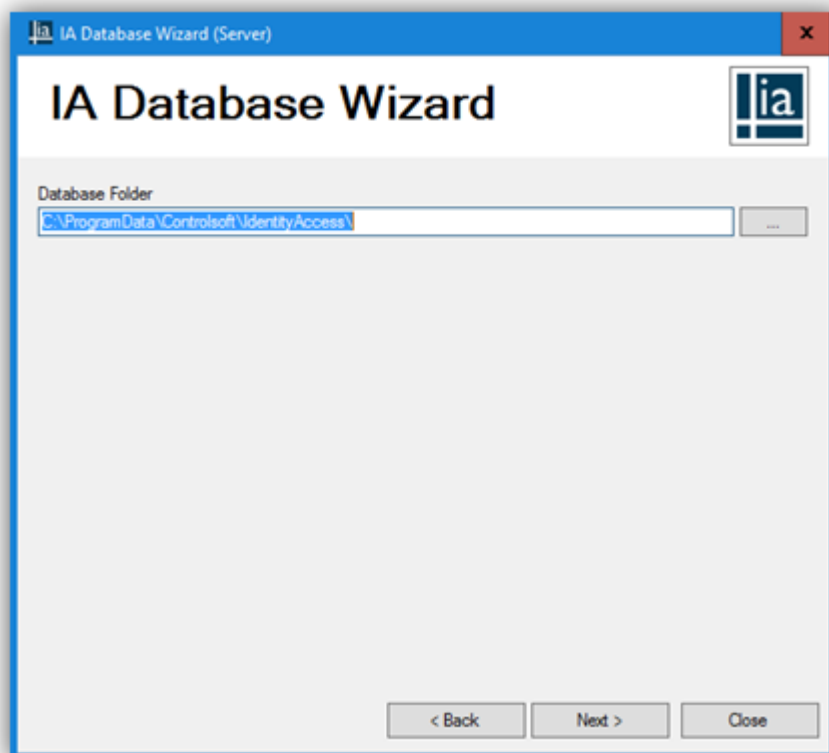 IA Database Wizard (Server)
IA Database Wizard
ia
Database Folder
C:\ProgramData\Controlsoft\IdentityAccess\
...
< Back
Next >
Close